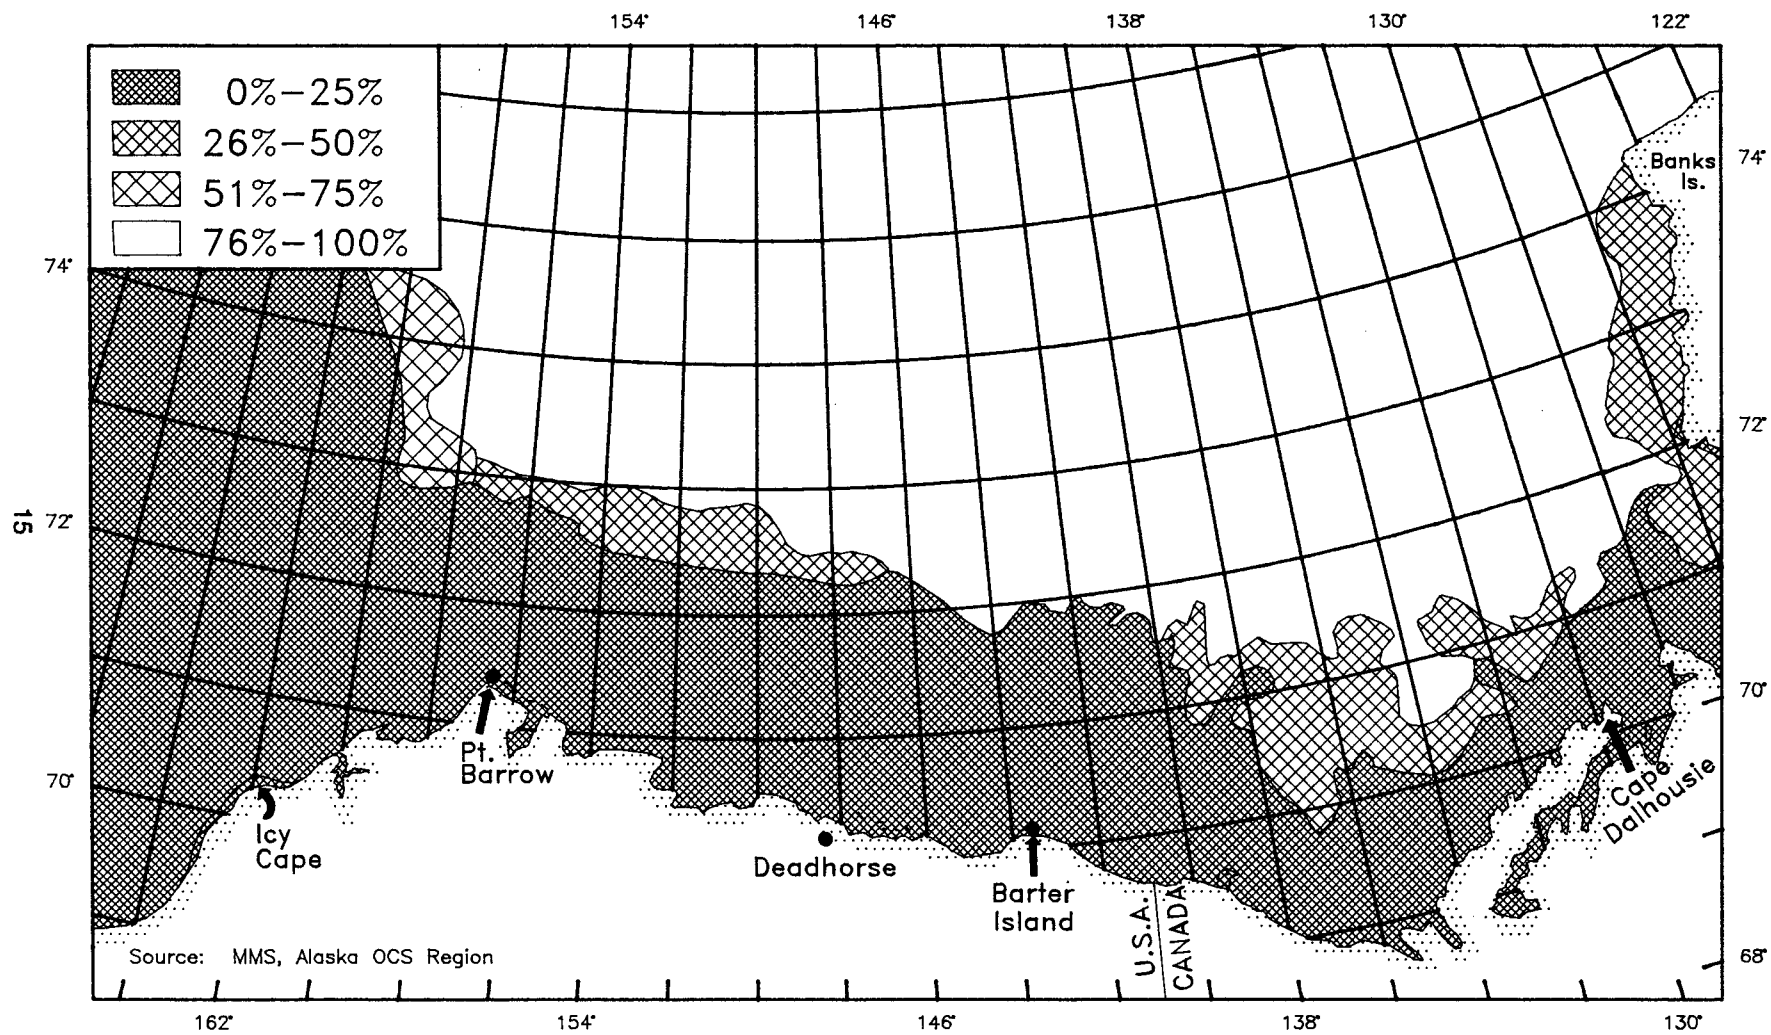 154° 146° 138° 130° 122°
0%-25%
26%-50%
51%-75%
76%-100%
Banks
Is.
74°
74°
72°
72°
15
70°
70°
68°
Pt.
Barrow
Icy
Cape
Deadhorse
Barter
Island
Cape
Dalhousie
U.S.A.
CANADA
Source: MMS, Alaska OCS Region
162° 154° 146° 138° 130°